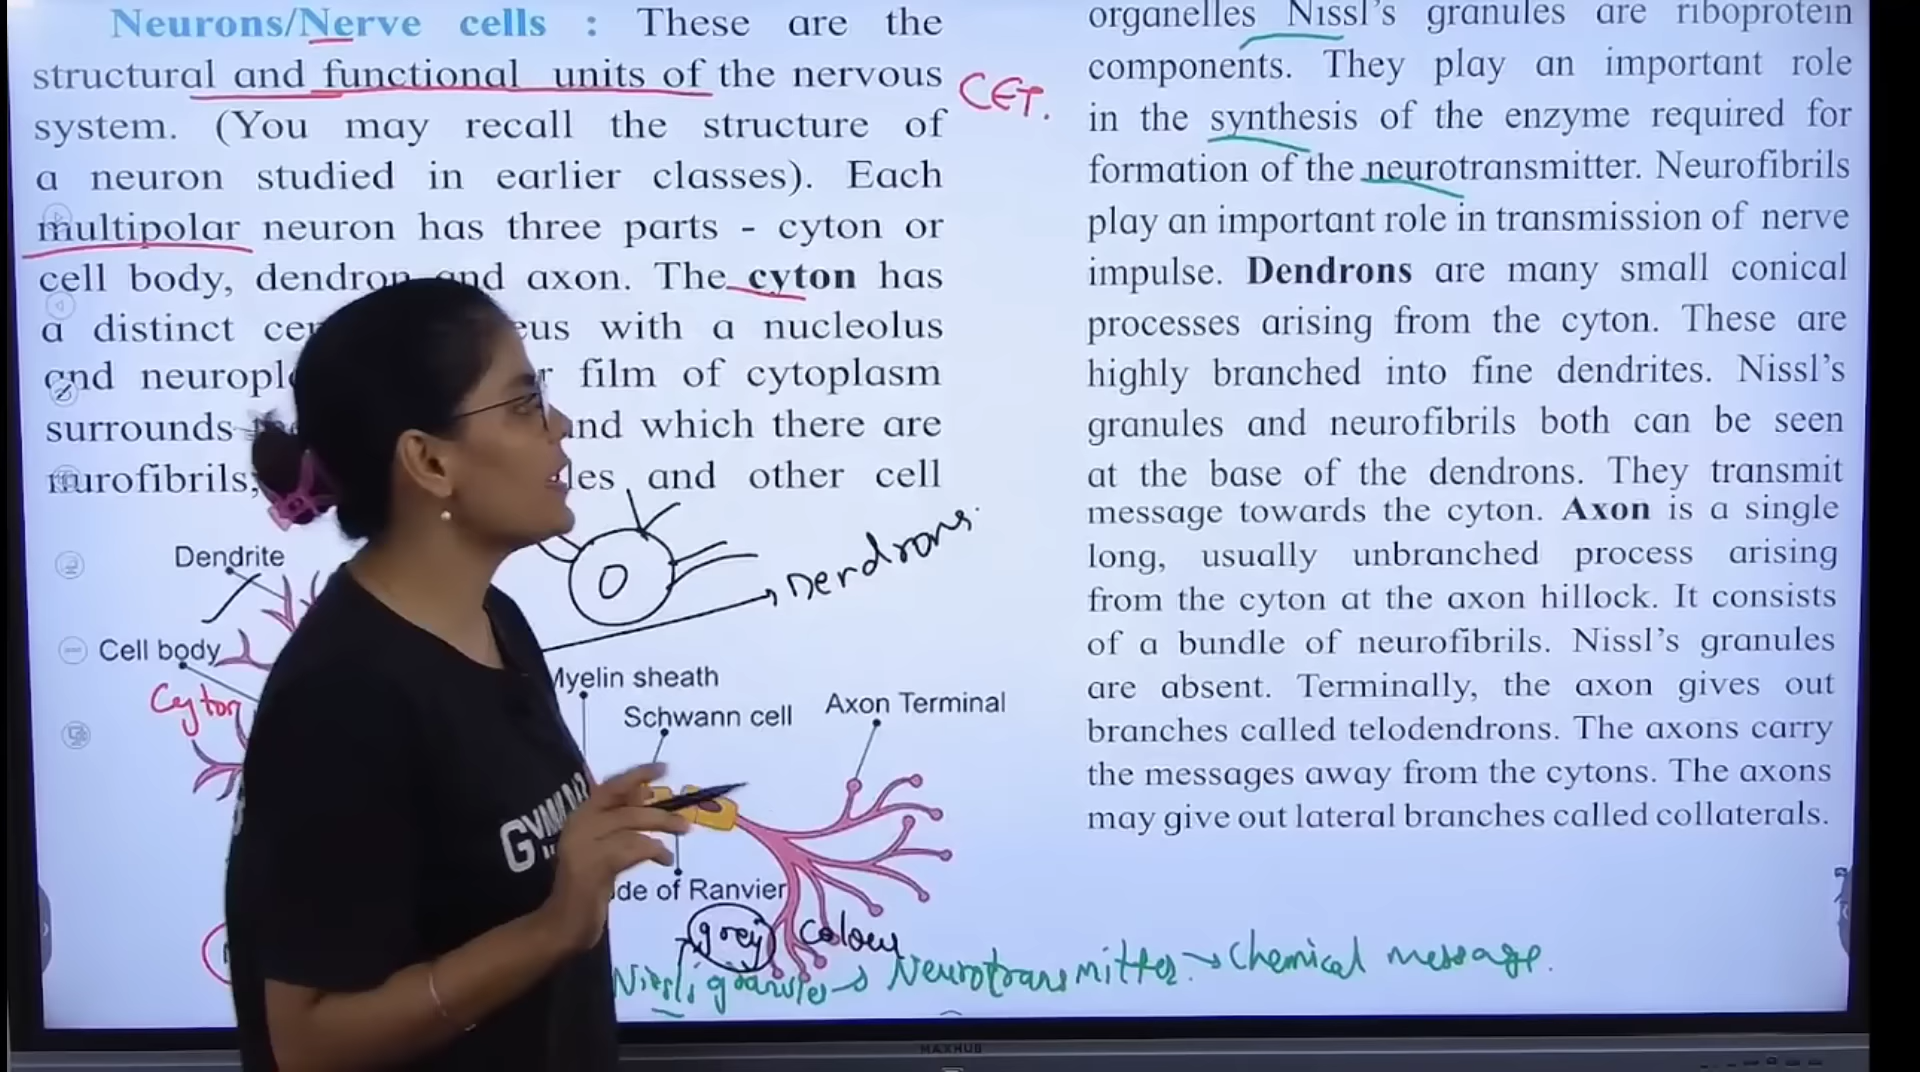 Neurons/Nerve cells : These are the
structural and functional units of the nervous
system. (You may recall the structure of
a neuron studied in earlier classes). Each
multipolar neuron has three parts - cyton or
cell body, dendron and axon. The cyton has
a distinct with a nucleolus
and film of cytoplasm
surrounds which there are
nurofibrils, and other cell
CET.
organelles Nissl's granules are riboprotein
components. They play an important role
in the synthesis of the enzyme required for
formation of the neurotransmitter. Neurofibrils
play an important role in transmission of nerve
impulse. Dendrons are many small conical
processes arising from the cyton. These are
highly branched into fine dendrites. Nissl's
granules and neurofibrils both can be seen
at the base of the dendrons. They transmit
message towards the cyton. Axon is a single
long, usually unbranched process arising
from the cyton at the axon hillock. It consists
of a bundle of neurofibrils. Nissl's granules
are absent. Terminally, the axon gives out
branches called telodendrons. The axons carry
the messages away from the cytons. The axons
may give out lateral branches called collaterals.
Dendrite
Cell body
Cyton
Dendrons
Myelin sheath
Schwann cell
Axon Terminal
de of Ranvier
grey colour
Nissli granules → Neurotransmitter → Chemical message.
MAXHUB